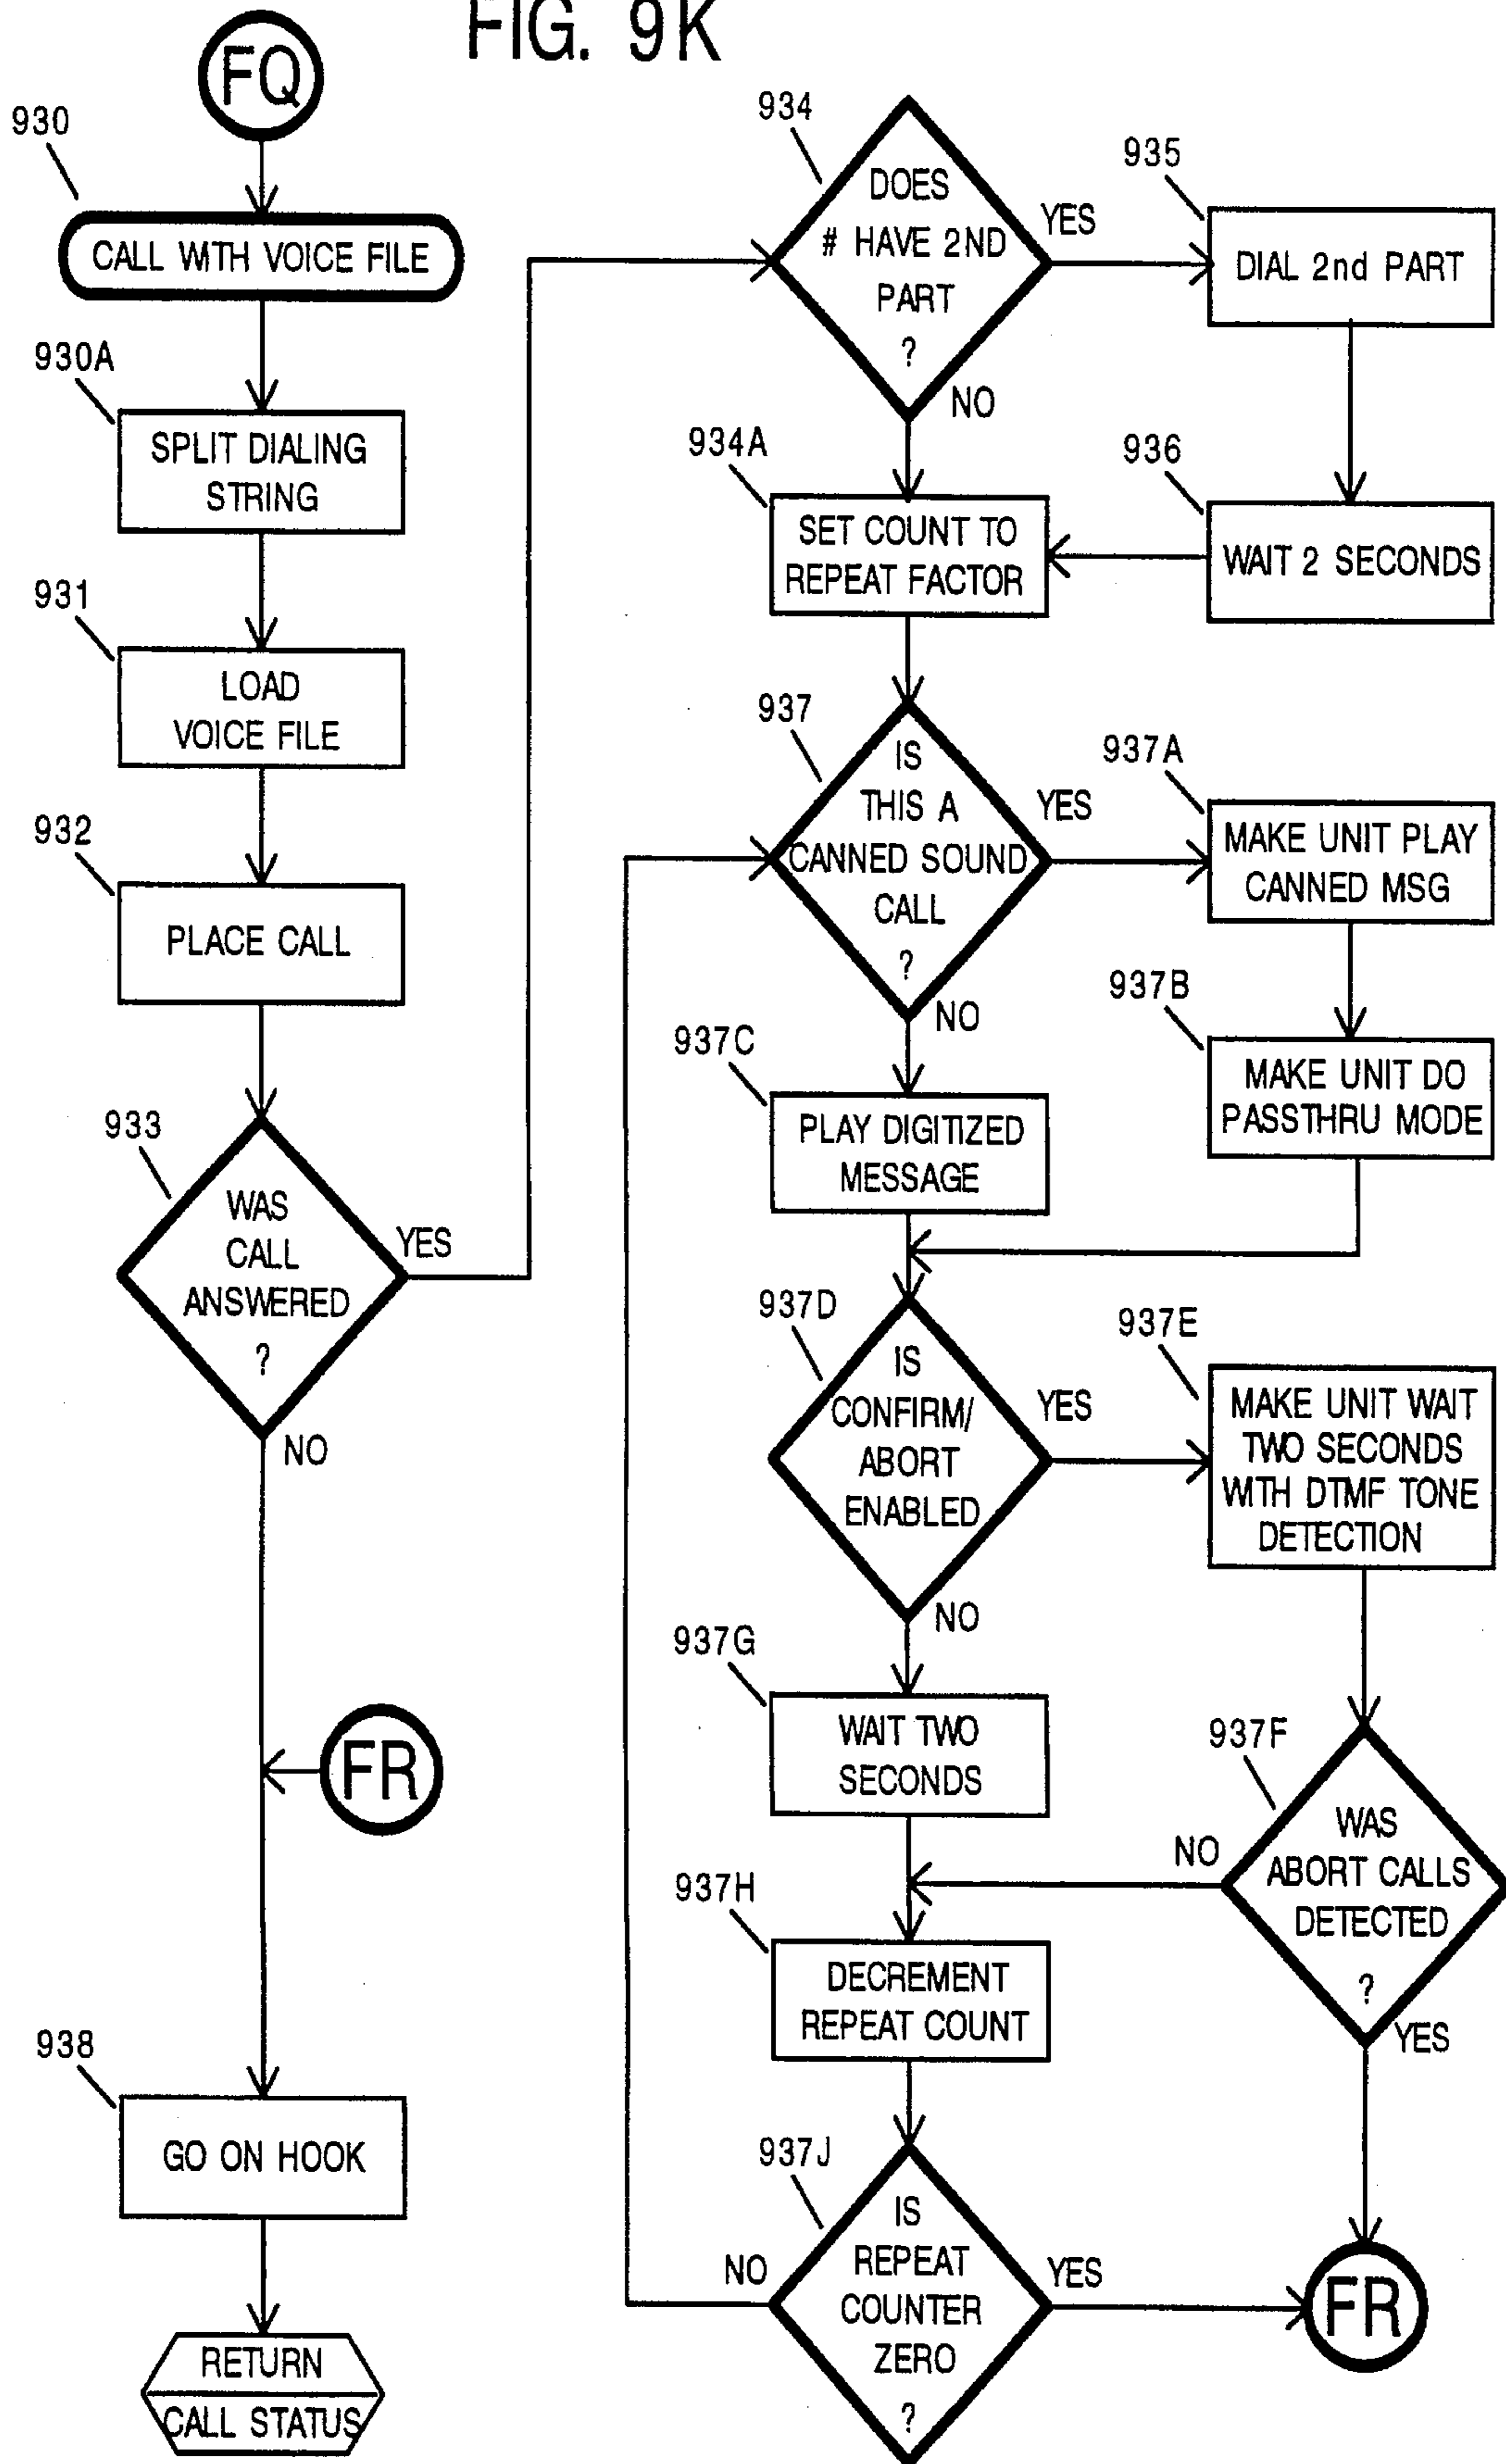 FIG. 9K
FQ
930
CALL WITH VOICE FILE
930A
SPLIT DIALING
STRING
931
LOAD
VOICE FILE
932
PLACE CALL
933
WAS
CALL
ANSWERED
?
YES
NO
FR
938
GO ON HOOK
RETURN
CALL STATUS
934
DOES
# HAVE 2ND
PART
?
YES
NO
935
DIAL 2nd PART
936
WAIT 2 SECONDS
934A
SET COUNT TO
REPEAT FACTOR
937
IS
THIS A
CANNED SOUND
CALL
?
YES
NO
937A
MAKE UNIT PLAY
CANNED MSG
937B
MAKE UNIT DO
PASSTHRU MODE
937C
PLAY DIGITIZED
MESSAGE
937D
IS
CONFIRM/
ABORT
ENABLED
YES
NO
937E
MAKE UNIT WAIT
TWO SECONDS
WITH DTMF TONE
DETECTION
937G
WAIT TWO
SECONDS
937F
WAS
ABORT CALLS
DETECTED
?
NO
YES
937H
DECREMENT
REPEAT COUNT
937J
IS
REPEAT
COUNTER
ZERO
?
NO
YES
FR